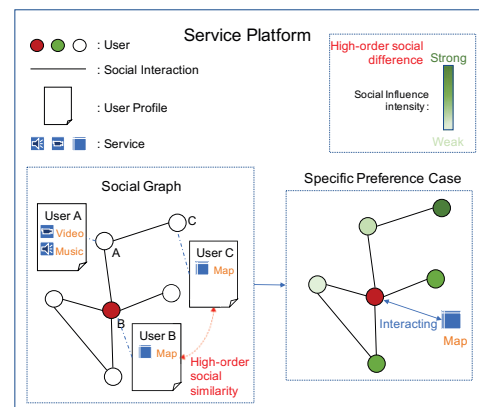 Service Platform
: User
: Social Interaction
: User Profile
: Service
High-order social
difference
Strong
Social Influence
intensity :
Weak
Social Graph
User A
Video
Music
A
C
User C
Map
B
User B
Map
High-order
social
similarity
Specific Preference Case
Interacting
Map